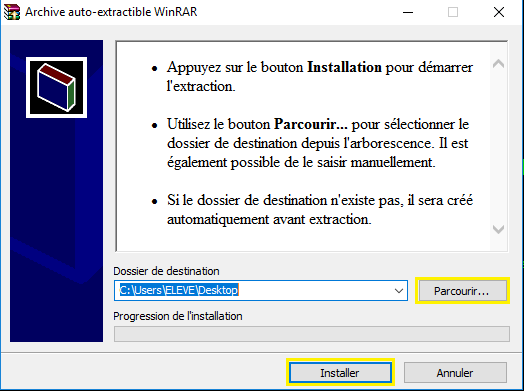 Archive auto-extractible WinRAR
• Appuyez sur le bouton Installation pour démarrer
l'extraction.
• Utilisez le bouton Parcourir... pour sélectionner le
dossier de destination depuis l'arborescence. Il est
également possible de le saisir manuellement.
• Si le dossier de destination n'existe pas, il sera créé
automatiquement avant extraction.
Dossier de destination
C:\Users\ELEVE\Desktop
Parcourir...
Progression de l'installation
Installer
Annuler